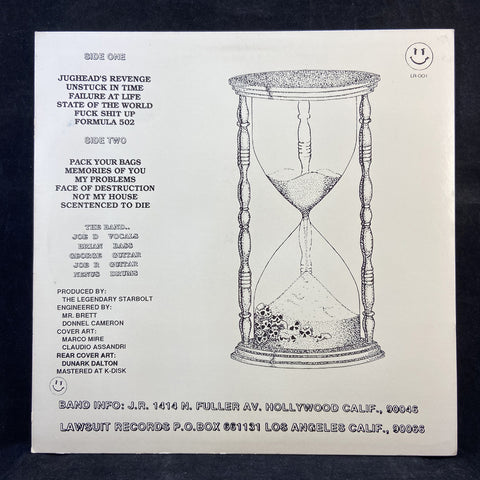 SIDE ONE
JUGHEAD'S REVENGE
UNSTUCK IN TIME
FAILURE AT LIFE
STATE OF THE WORLD
FUCK SHIT UP
FORMULA 502
SIDE TWO
PACK YOUR BAGS
MEMORIES OF YOU
MY PROBLEMS
FACE OF DESTRUCTION
NOT MY HOUSE
SCENTENCED TO DIE
THE BAND..
JOE D VOCALS
BRIAN BASS
GEORGE GUITAR
JOE R GUITAR
NENUS DRUMS
PRODUCED BY:
THE LEGENDARY STARBOLT
ENGINEERED BY:
MR. BRETT
DONNEL CAMERON
COVER ART:
MARCO MIRE
CLAUDIO ASSANDRI
REAR COVER ART:
DUNARK DALTON
MASTERED AT K-DISK
LR-001
BAND INFO: J.R. 1414 N. FULLER AV. HOLLYWOOD CALIF., 90046
LAWSUIT RECORDS P.O.BOX 661131 LOS ANGELES CALIF., 90066